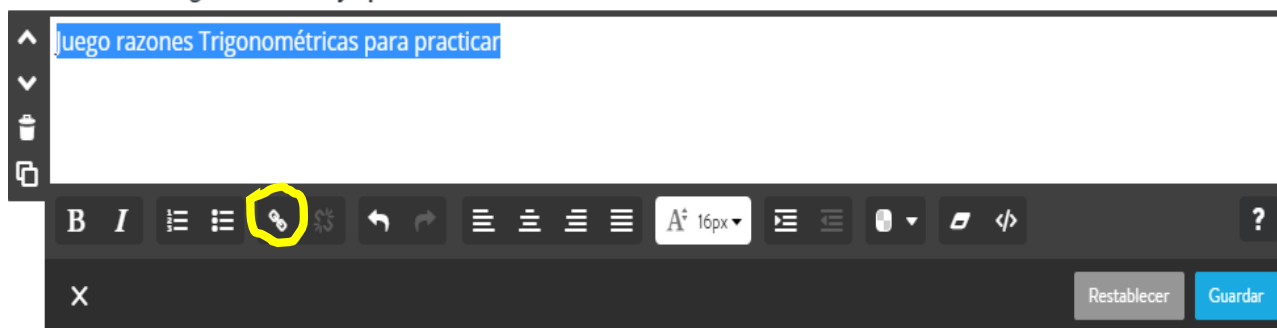 Juego razones Trigonométricas para practicar
B I A 16px </> ?
X Restablecer Guardar